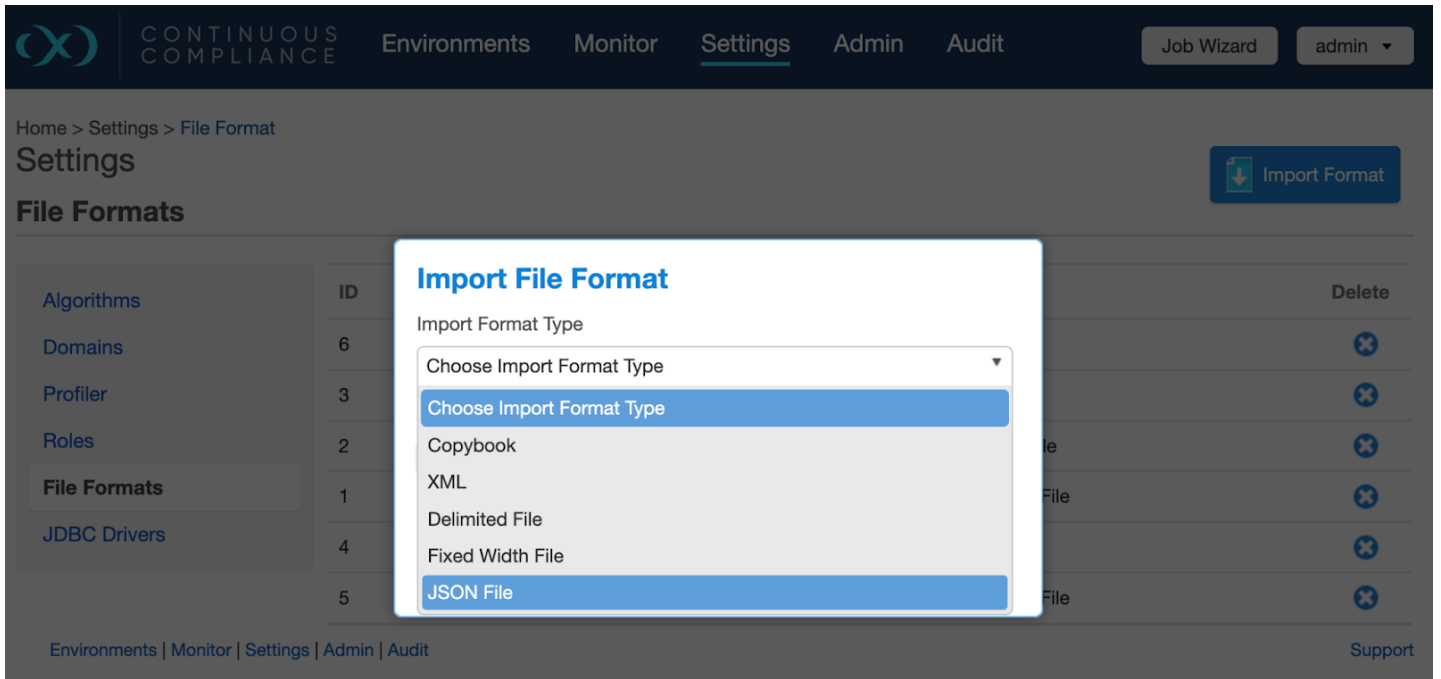 CONTINUOUS
COMPLIANCE
Environments Monitor Settings Admin Audit
Job Wizard
admin
Home > Settings > File Format
Settings
Import Format
File Formats
Import File Format
Import Format Type
Choose Import Format Type
Choose Import Format Type
Copybook
XML
Delimited File
Fixed Width File
JSON File
Algorithms
Domains
Profiler
Roles
File Formats
JDBC Drivers
ID Delete
6
3
2 le
1 File
4
5 File
Environments | Monitor | Settings | Admin | Audit
Support